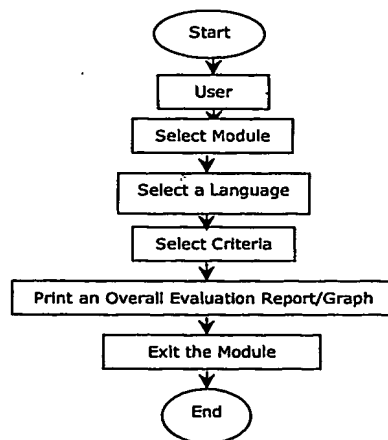 Start
User
Select Module
Select a Language
Select Criteria
Print an Overall Evaluation Report/Graph
Exit the Module
End